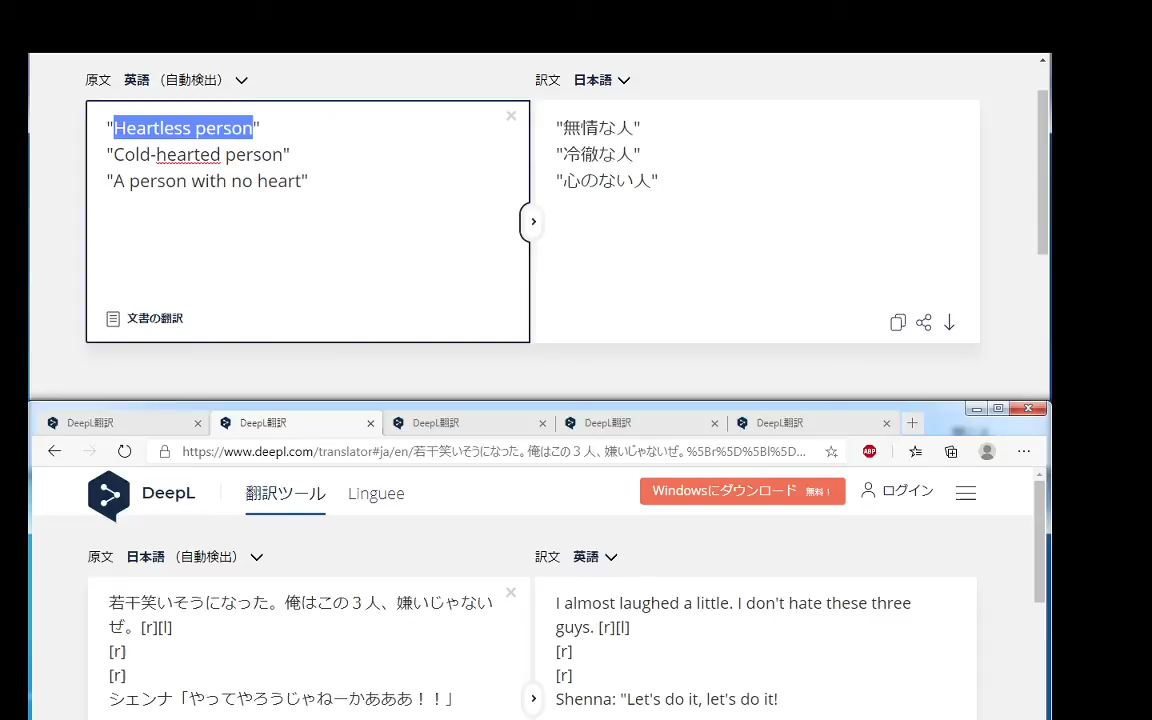 原文 英語 (自動検出)
訳文 日本語
"Heartless person"
"Cold-hearted person"
"A person with no heart"
"無情な人"
"冷徹な人"
"心のない人"
文書の翻訳
DeepL翻訳
DeepL翻訳
DeepL翻訳
DeepL翻訳
DeepL翻訳
https://www.deepl.com/translator#ja/en/若干笑いそうになった。俺はこの３人、嫌いじゃないぜ。%5Br%5D%5Bl%5D...
ABP
DeepL
翻訳ツール
Linguee
Windowsにダウンロード 無料！
ログイン
原文 日本語 (自動検出)
訳文 英語
若干笑いそうになった。俺はこの３人、嫌いじゃない
ぜ。[r][l]
[r]
[r]
シェンナ「やってやろうじゃねーかあああ！！」
I almost laughed a little. I don't hate these three
guys. [r][l]
[r]
[r]
Shenna: "Let's do it, let's do it!